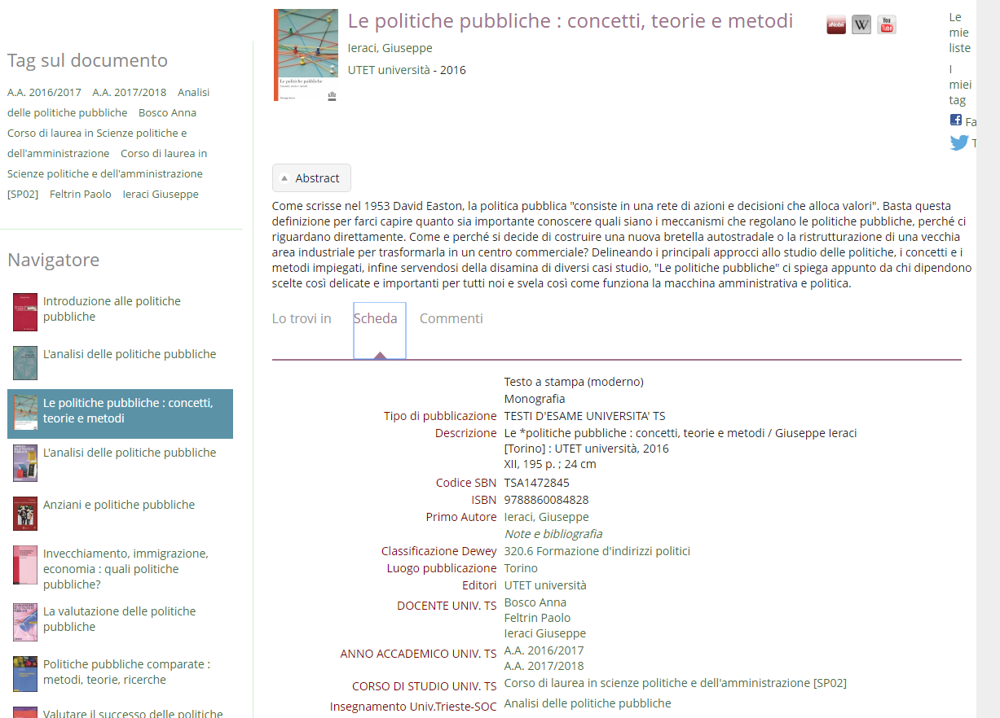 Le politiche pubbliche : concetti, teorie e metodi
Ieraci, Giuseppe
UTET università - 2016
Le politiche pubbliche
aNobii
W
You
Tube
Le
mie
liste
I
miei
tag
Fa
T
Tag sul documento
A.A. 2016/2017 A.A. 2017/2018 Analisi
delle politiche pubbliche Bosco Anna
Corso di laurea in Scienze politiche e
dell'amministrazione Corso di laurea in
Scienze politiche e dell'amministrazione
[SP02] Feltrin Paolo Ieraci Giuseppe
Navigatore
Introduzione alle politiche
pubbliche
L'analisi delle politiche pubbliche
Le politiche pubbliche : concetti,
teorie e metodi
L'analisi delle politiche pubbliche
Anziani e politiche pubbliche
Invecchiamento, immigrazione,
economia : quali politiche
pubbliche?
La valutazione delle politiche
pubbliche
Politiche pubbliche comparate :
metodi, teorie, ricerche
Valutare il successo delle politiche
Abstract
Come scrisse nel 1953 David Easton, la politica pubblica "consiste in una rete di azioni e decisioni che alloca valori". Basta questa
definizione per farci capire quanto sia importante conoscere quali siano i meccanismi che regolano le politiche pubbliche, perché ci
riguardano direttamente. Come e perché si decide di costruire una nuova bretella autostradale o la ristrutturazione di una vecchia
area industriale per trasformarla in un centro commerciale? Delineando i principali approcci allo studio delle politiche, i concetti e i
metodi impiegati, infine servendosi della disamina di diversi casi studio, "Le politiche pubbliche" ci spiega appunto da chi dipendono
scelte così delicate e importanti per tutti noi e svela così come funziona la macchina amministrativa e politica.
Lo trovi in Scheda Commenti
Testo a stampa (moderno)
Monografia
Tipo di pubblicazione TESTI D'ESAME UNIVERSITA' TS
Descrizione Le *politiche pubbliche : concetti, teorie e metodi / Giuseppe Ieraci
[Torino] : UTET università, 2016
XII, 195 p. ; 24 cm
Codice SBN TSA1472845
ISBN 9788860084828
Primo Autore Ieraci, Giuseppe
Note e bibliografia
Classificazione Dewey 320.6 Formazione d'indirizzi politici
Luogo pubblicazione Torino
Editori UTET università
DOCENTE UNIV. TS Bosco Anna
Feltrin Paolo
Ieraci Giuseppe
ANNO ACCADEMICO UNIV. TS A.A. 2016/2017
A.A. 2017/2018
CORSO DI STUDIO UNIV. TS Corso di laurea in scienze politiche e dell'amministrazione [SP02]
Insegnamento Univ.Trieste-SOC Analisi delle politiche pubbliche